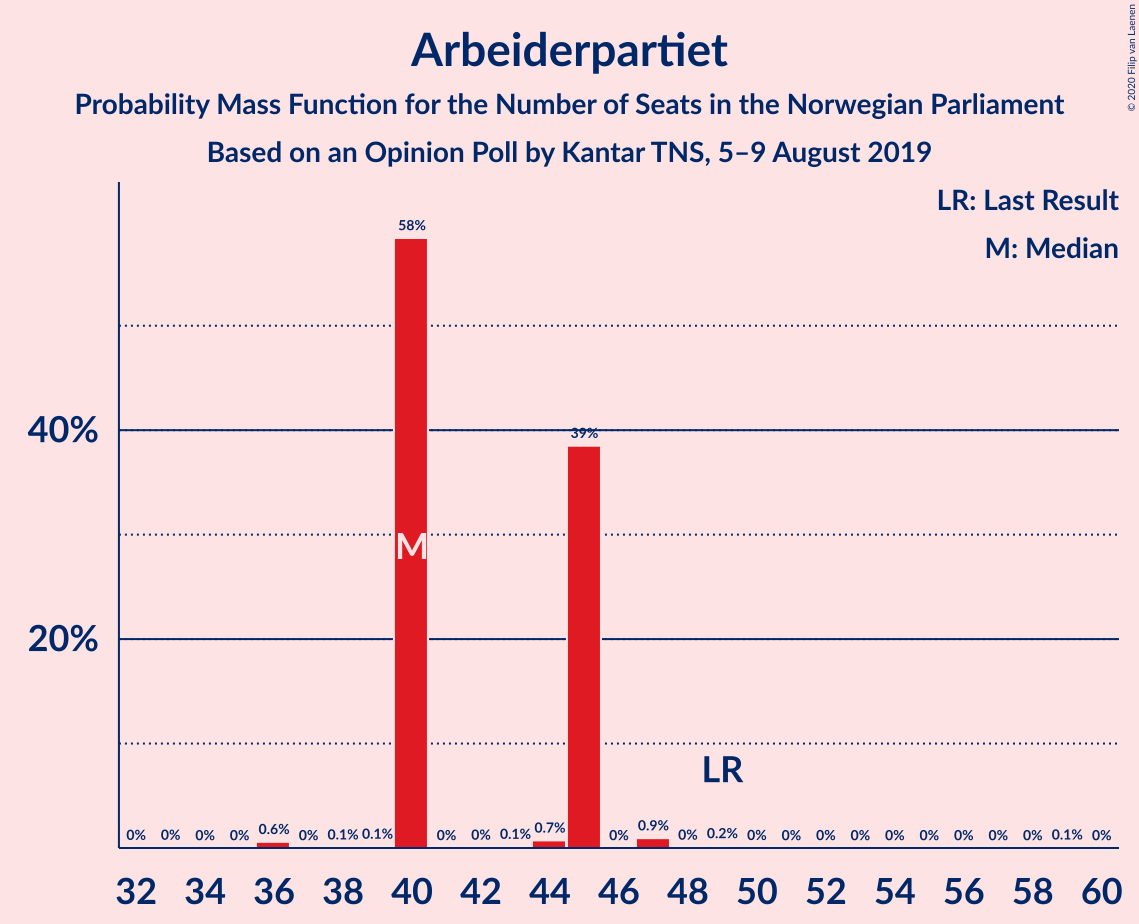 Arbeiderpartiet
Probability Mass Function for the Number of Seats in the Norwegian Parliament
Based on an Opinion Poll by Kantar TNS, 5–9 August 2019
© 2020 Filip van Laenen
LR: Last Result
M: Median
58%
40%
39%
M
20%
LR
0% 0% 0% 0% 0.6% 0% 0.1% 0.1% 0% 0% 0.1% 0.7% 0% 0.9% 0% 0.2% 0% 0% 0% 0% 0% 0% 0% 0% 0% 0.1% 0%
32 34 36 38 40 42 44 46 48 50 52 54 56 58 60